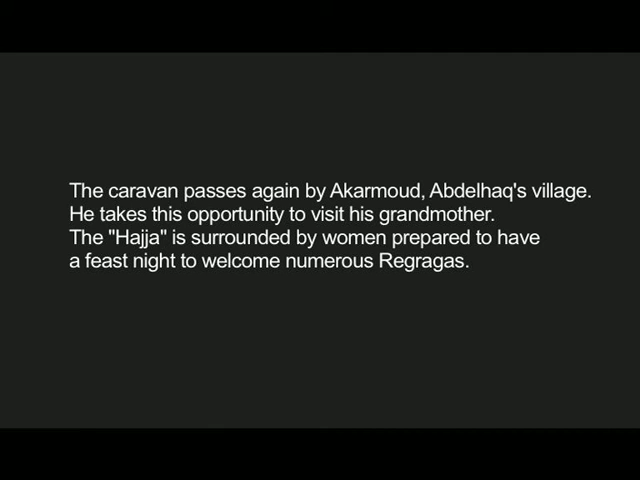 The caravan passes again by Akarmoud, Abdelhaq's village.
He takes this opportunity to visit his grandmother.
The "Hajja" is surrounded by women prepared to have
a feast night to welcome numerous Regragas.